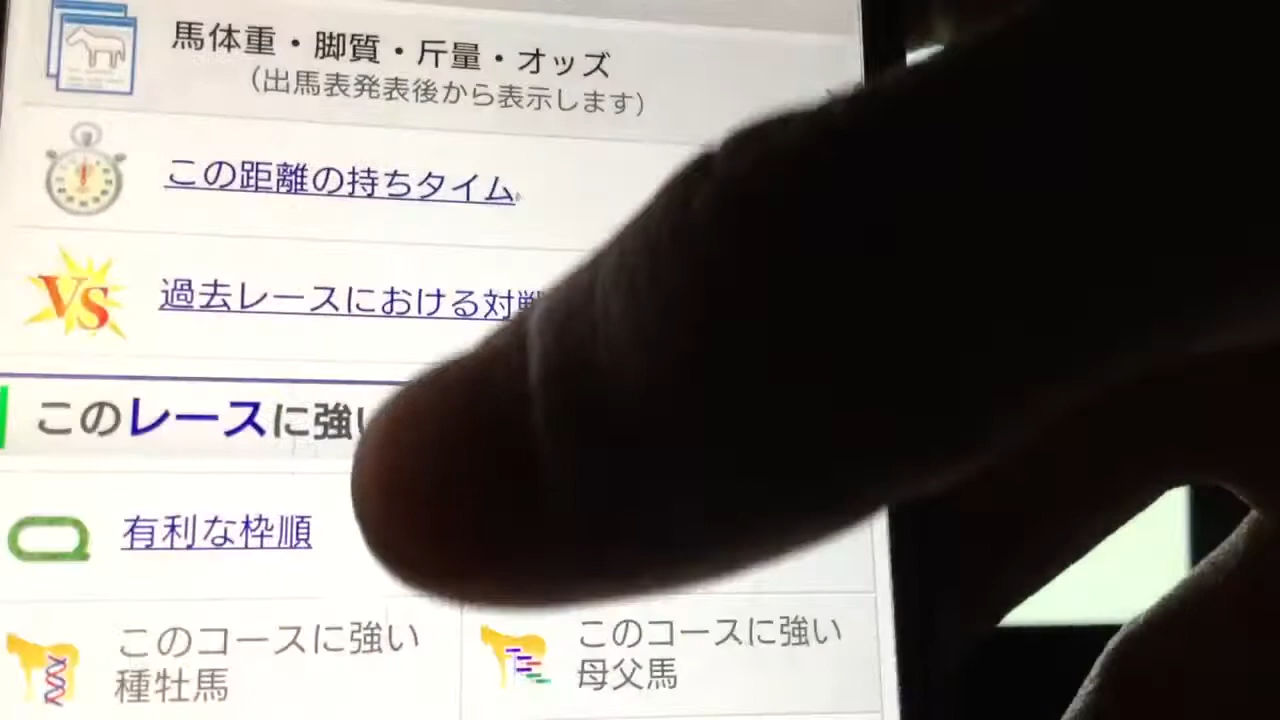 馬体重・脚質・斤量・オッズ
（出馬表発表後から表示します）
この距離の持ちタイム
VS
過去レースにおける対戦
このレースに強い
有利な枠順
このコースに強い
種牡馬
このコースに強い
母父馬